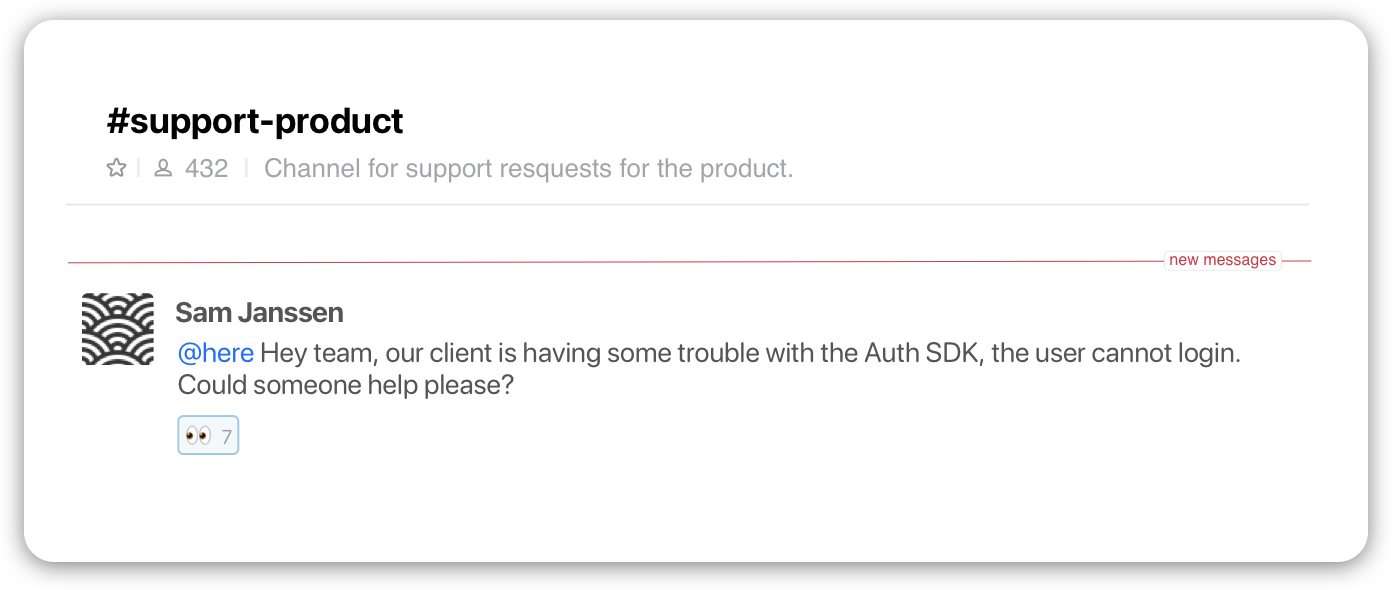 #support-product
432 Channel for support resquests for the product.
new messages
Sam Janssen
@here Hey team, our client is having some trouble with the Auth SDK, the user cannot login.
Could someone help please?
7